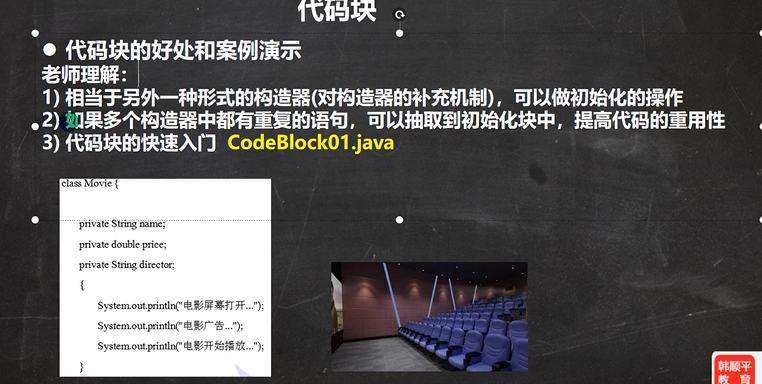 代码块
● 代码块的好处和案例演示
老师理解：
1) 相当于另外一种形式的构造器(对构造器的补充机制)，可以做初始化的操作
2) 如果多个构造器中都有重复的语句，可以抽取到初始化块中，提高代码的重用性
3) 代码块的快速入门 CodeBlock01.java
class Movie {
private String name;
private double price;
private String director;
{
System.out.println("电影屏幕打开...");
System.out.println("电影广告...");
System.out.println("电影开始播放...");
}
韩顺平
教 育